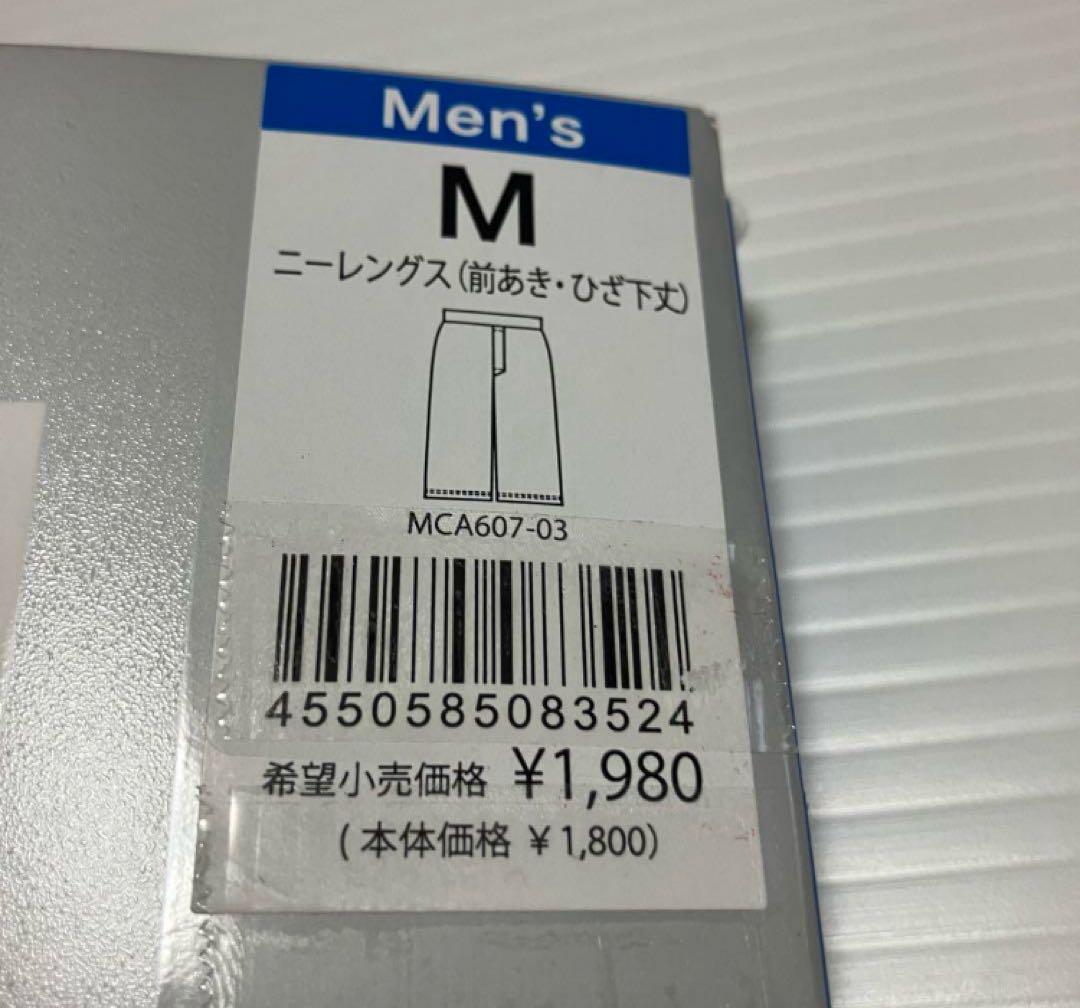 Men's
M
ニーレングス(前あき・ひざ下丈)
MCA607-03
4550585083524
希望小売価格 ¥1,980
(本体価格 ¥1,800)